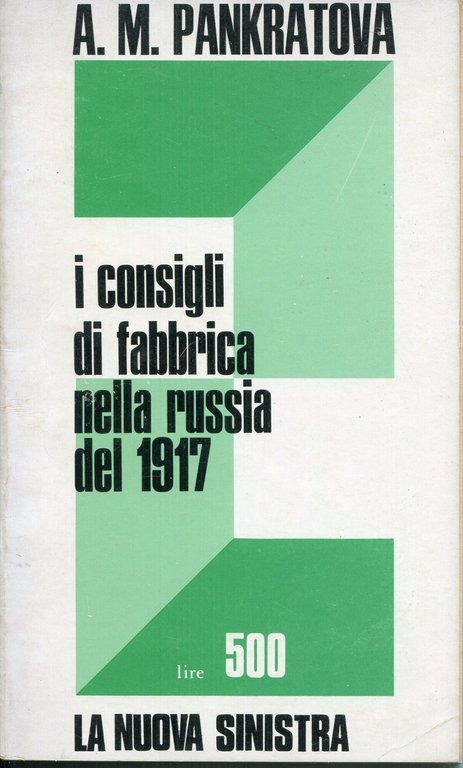 A. M. PANKRATOVA
i consigli
di fabbrica
nella russia
del 1917
lire 500
LA NUOVA SINISTRA